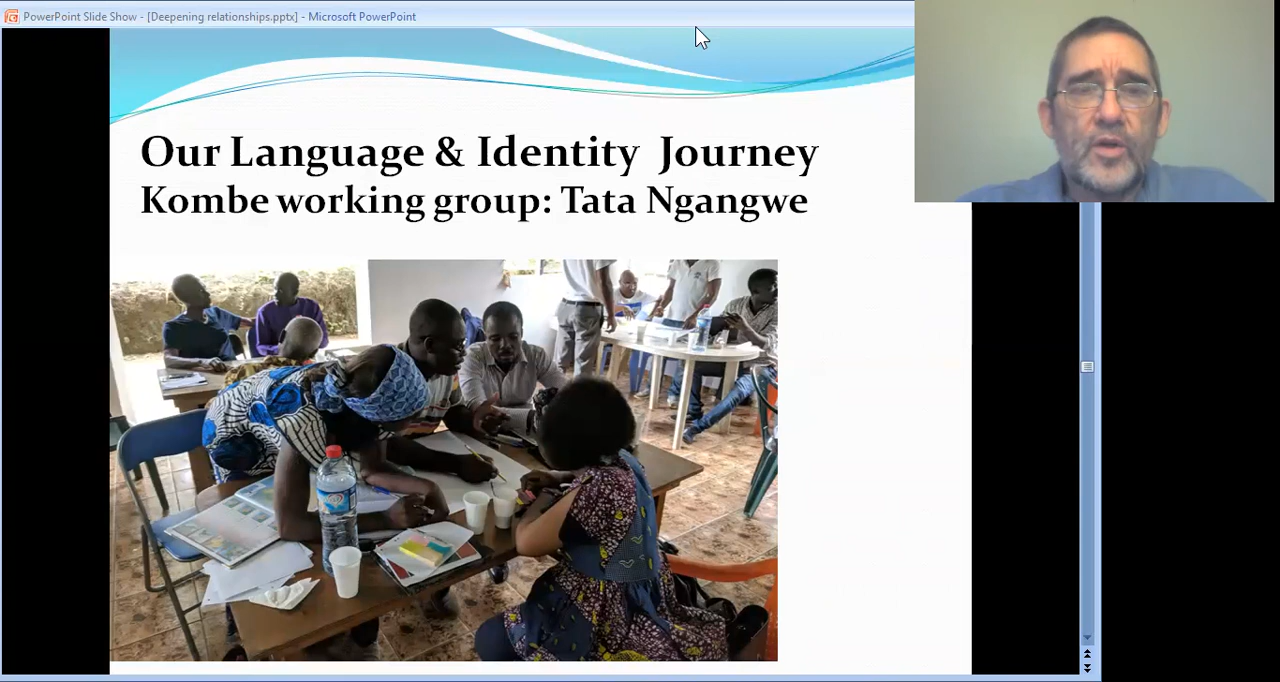 PowerPoint Slide Show - [Deepening relationships.pptx] - Microsoft PowerPoint
Our Language & Identity Journey
Kombe working group: Tata Ngangwe